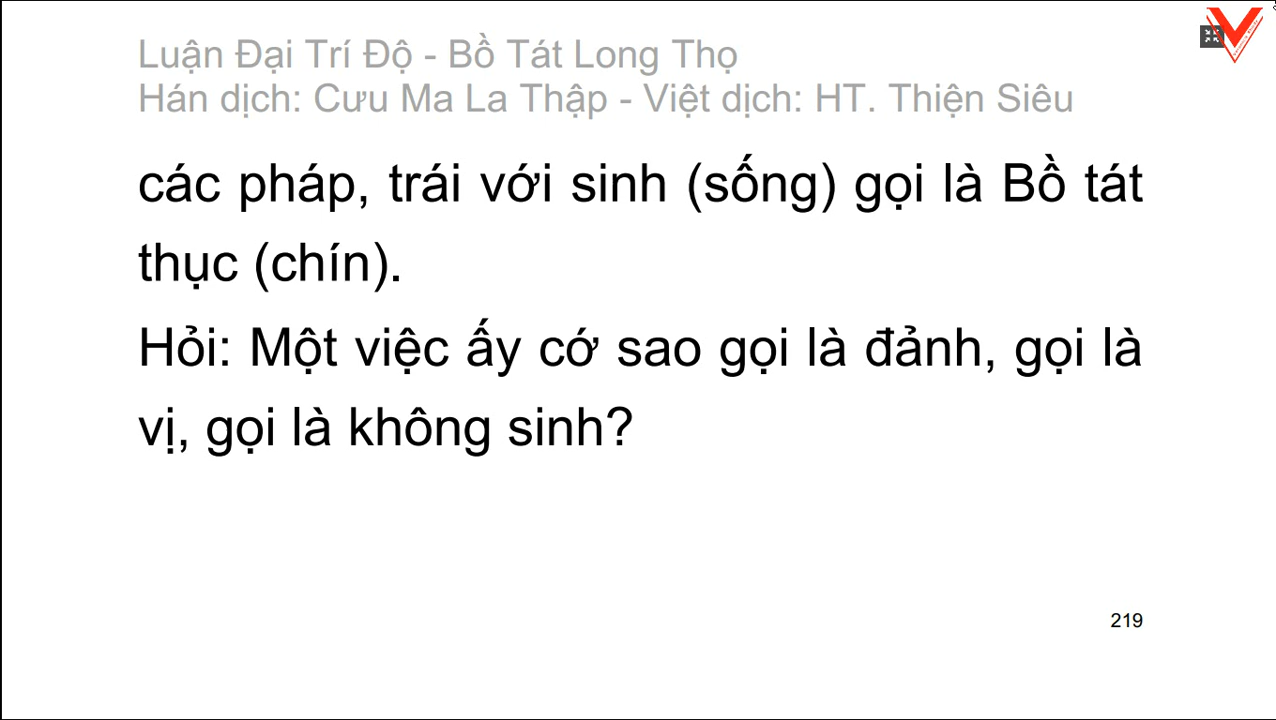 Luận Đại Trí Độ - Bồ Tát Long Thọ
Hán dịch: Cưu Ma La Thập - Việt dịch: HT. Thiện Siêu
các pháp, trái với sinh (sống) gọi là Bồ tát
thục (chín).
Hỏi: Một việc ấy cớ sao gọi là đảnh, gọi là
vị, gọi là không sinh?
219